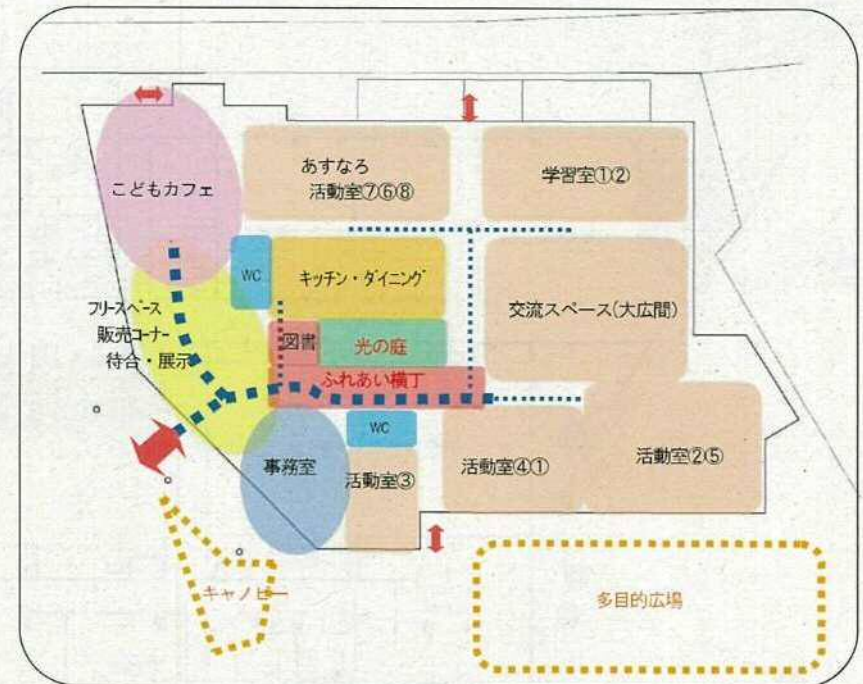 こどもカフェ
あすなろ
活動室⑦⑥⑧
学習室①②
WC
キッチン・ダイニング
交流スペース(大広間)
フリースペース
販売コーナー
待合・展示
図書
光の庭
ふれあい横丁
WC
事務室
活動室③
活動室④①
活動室②⑤
キャノピー
多目的広場